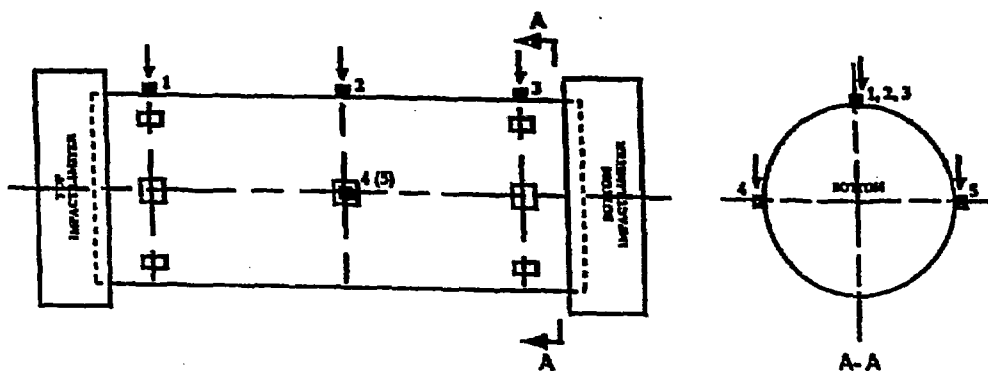 A
1
2
3
1, 2, 3
TOP
IMPACT LIMITER
4 (5)
BOTTOM
IMPACT LIMITER
4
BOTTOM
5
A
A-A